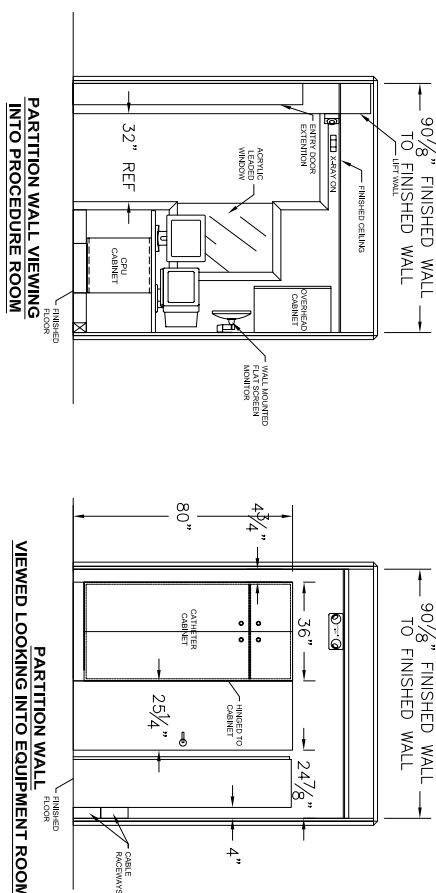 90⅛" FINISHED WALL
TO FINISHED WALL
LIFT WALL
FINISHED CEILING
X-RAY ON
ENTRY DOOR
EXTENTION
ACRYLIC
LEADED
WINDOW
32" REF
OVERHEAD
CABINET
WALL MOUNTED
FLAT SCREEN
MONITOR
CPU
CABINET
FINISHED
FLOOR
PARTITION WALL VIEWING
INTO PROCEDURE ROOM
90⅛" FINISHED WALL
TO FINISHED WALL
4¾"
36"
24⅞"
80"
CATHETER
CABINET
HINGED TO
CABINET
25¼"
4"
CABLE
RACEWAYS
FINISHED
FLOOR
PARTITION WALL
VIEWED LOOKING INTO EQUIPMENT ROOM